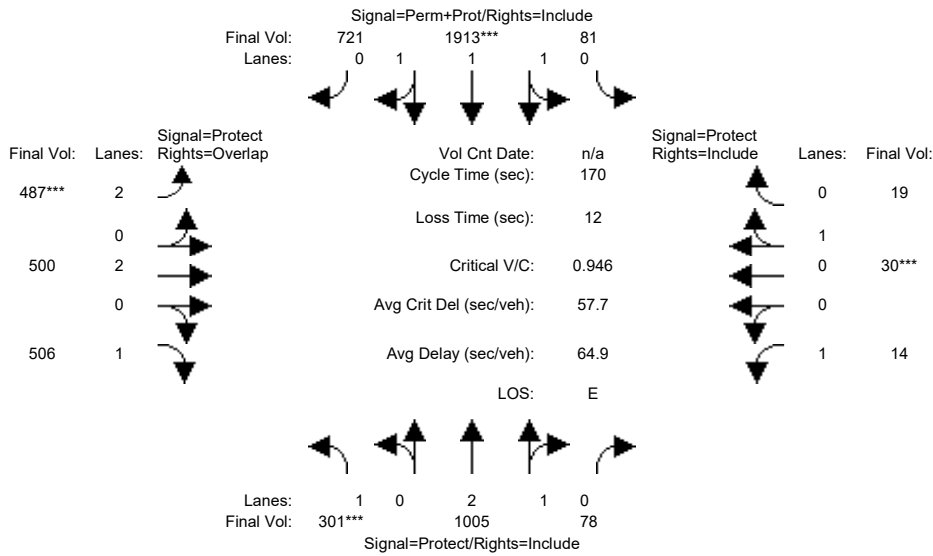 Signal=Perm+Prot/Rights=Include
Final Vol: 721 1913*** 81
Lanes: 0 1 1 1 0
Signal=Protect Signal=Protect
Final Vol: Lanes: Rights=Overlap Vol Cnt Date: n/a Rights=Include Lanes: Final Vol:
Cycle Time (sec): 170
487*** 2 0 19
Loss Time (sec): 12
0 1
500 2 Critical V/C: 0.946 0 30***
0 Avg Crit Del (sec/veh): 57.7 0
506 1 Avg Delay (sec/veh): 64.9 1 14
LOS: E
Lanes: 1 0 2 1 0
Final Vol: 301*** 1005 78
Signal=Protect/Rights=Include